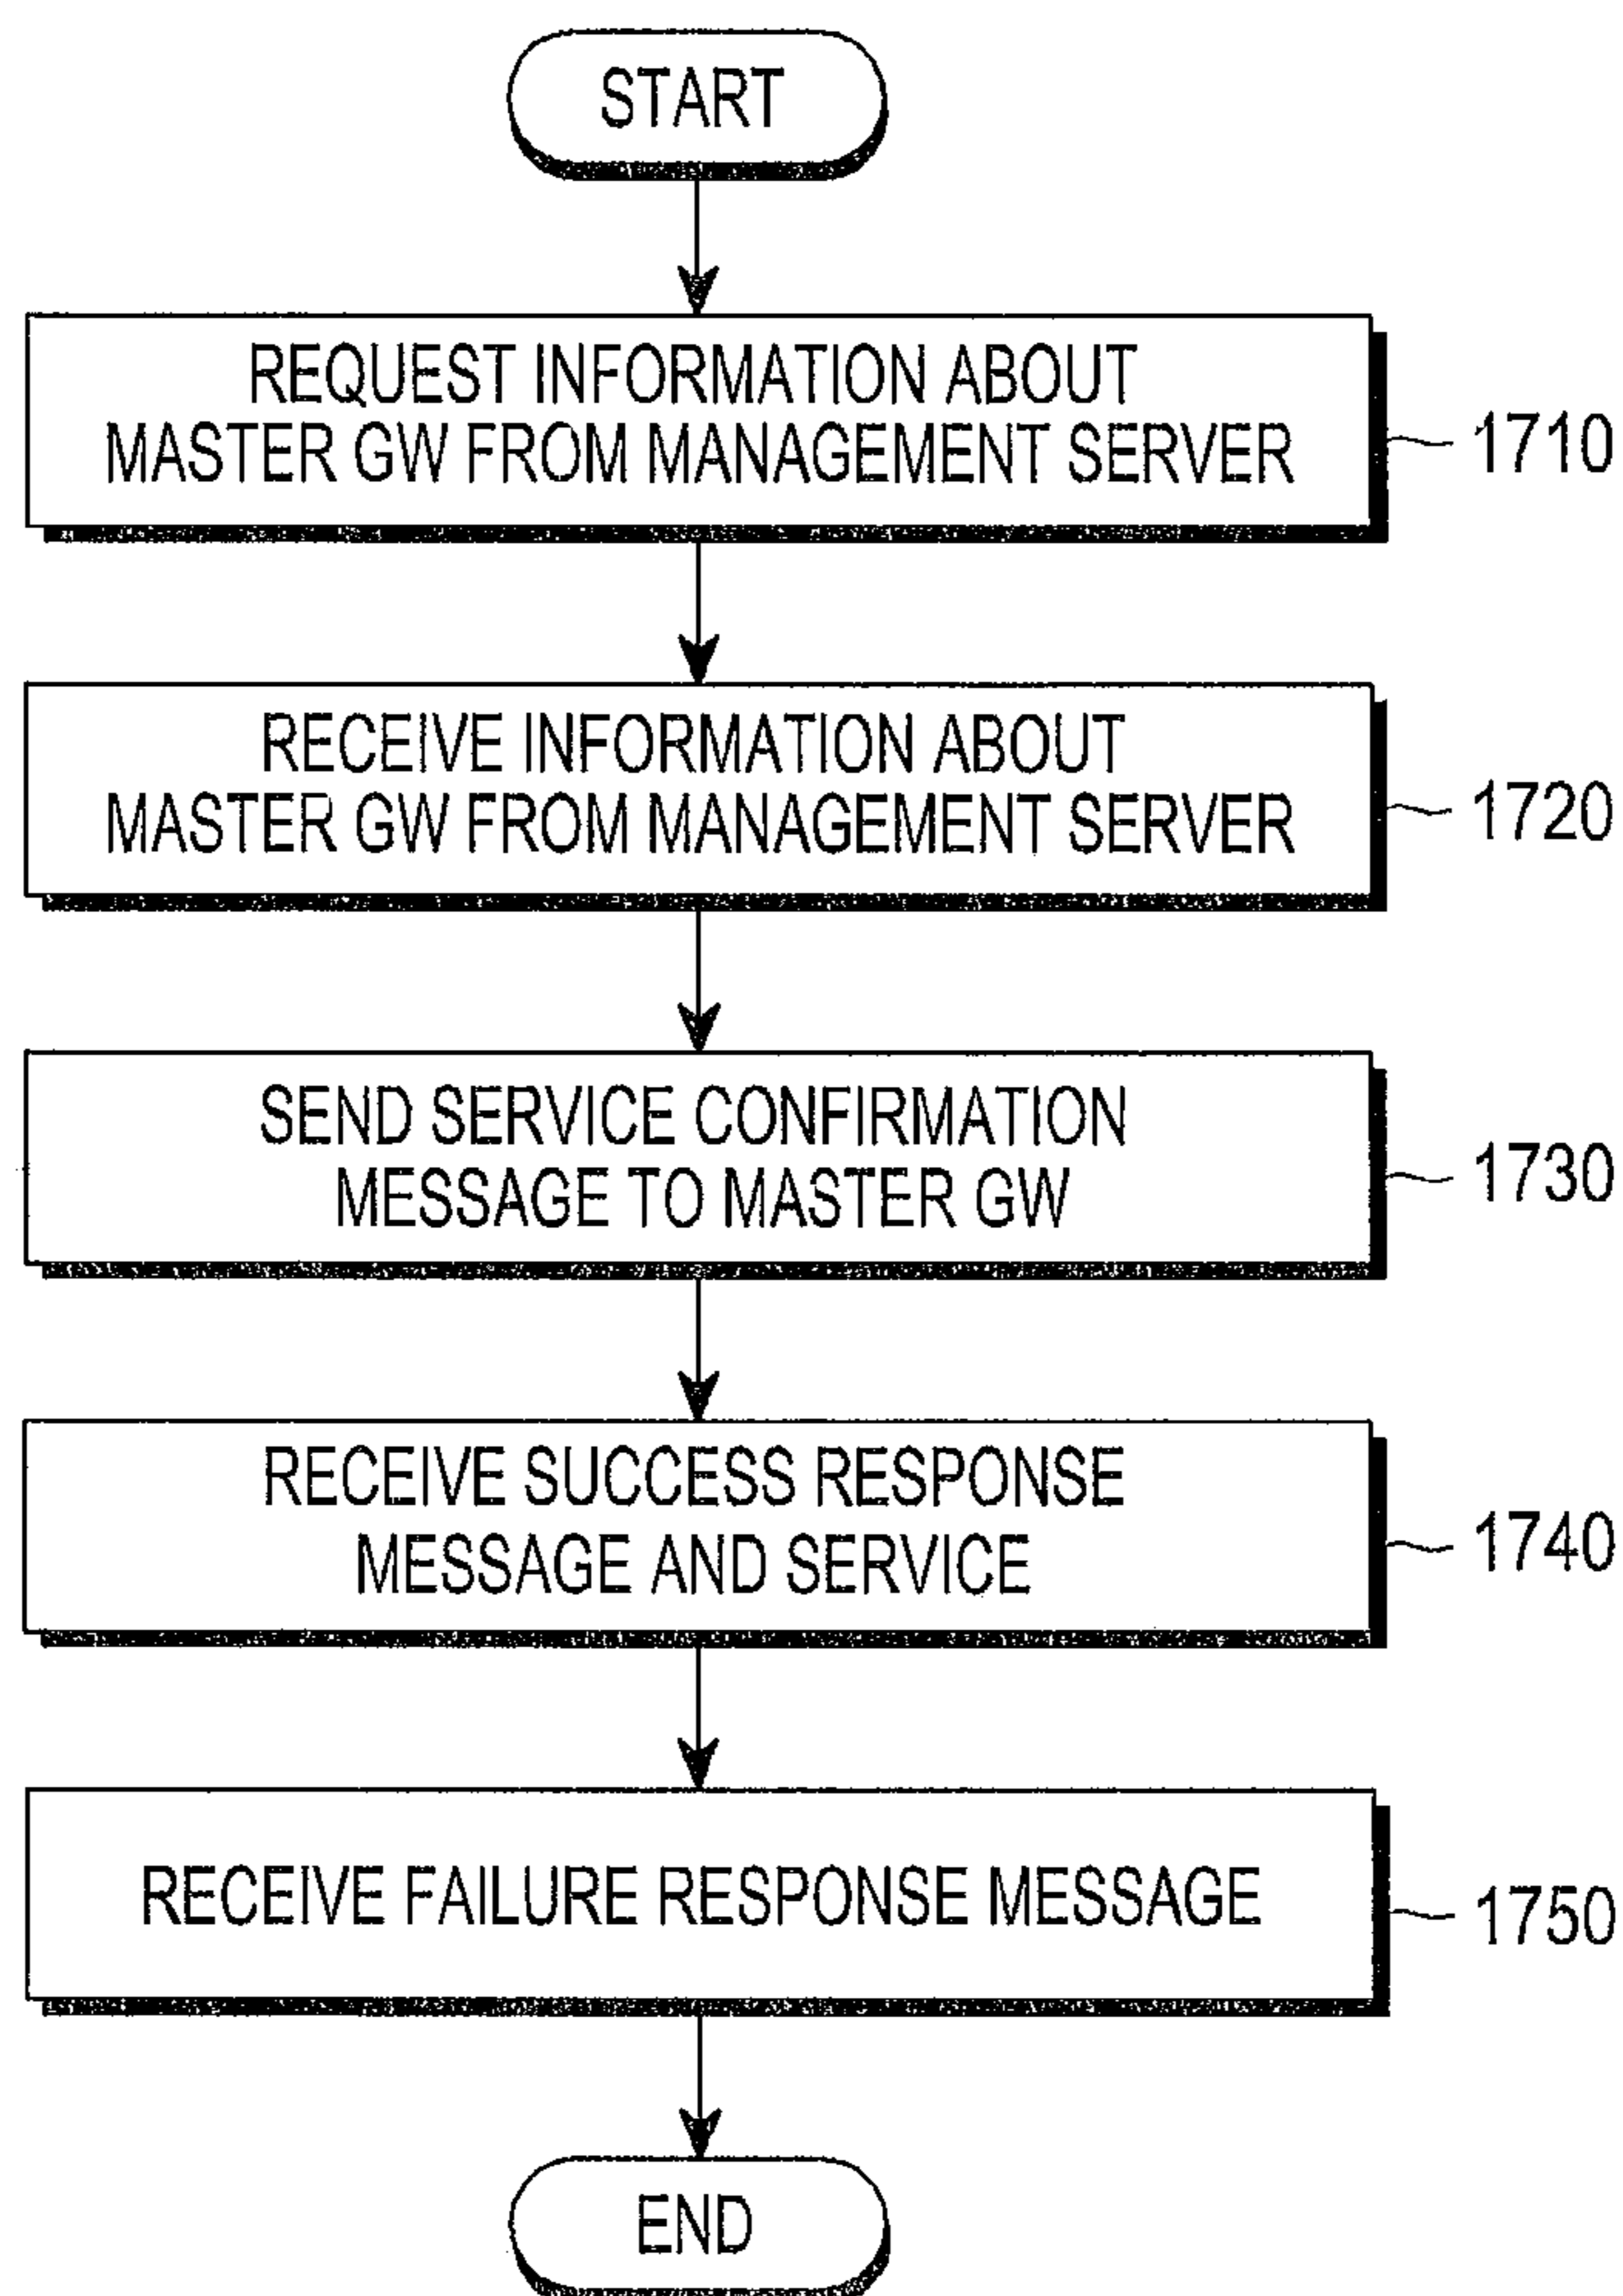 START
REQUEST INFORMATION ABOUT
MASTER GW FROM MANAGEMENT SERVER
1710
RECEIVE INFORMATION ABOUT
MASTER GW FROM MANAGEMENT SERVER
1720
SEND SERVICE CONFIRMATION
MESSAGE TO MASTER GW
1730
RECEIVE SUCCESS RESPONSE
MESSAGE AND SERVICE
1740
RECEIVE FAILURE RESPONSE MESSAGE
1750
END